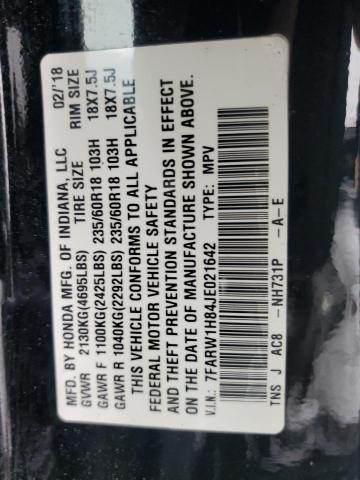 MFD. BY HONDA MFG. OF INDIANA, LLC 02/'18
GVWR 2130KG(4695LBS) TIRE SIZE RIM SIZE
GAWR F 1100KG(2425LBS) 235/60R18 103H 18X7.5J
GAWR R 1040KG(2292LBS) 235/60R18 103H 18X7.5J
THIS VEHICLE CONFORMS TO ALL APPLICABLE
FEDERAL MOTOR VEHICLE SAFETY
AND THEFT PREVENTION STANDARDS IN EFFECT
ON THE DATE OF MANUFACTURE SHOWN ABOVE.
V.I.N.: 7FARW1H84JE021642 TYPE: MPV
TNS J AC8 -NH731P -A-E